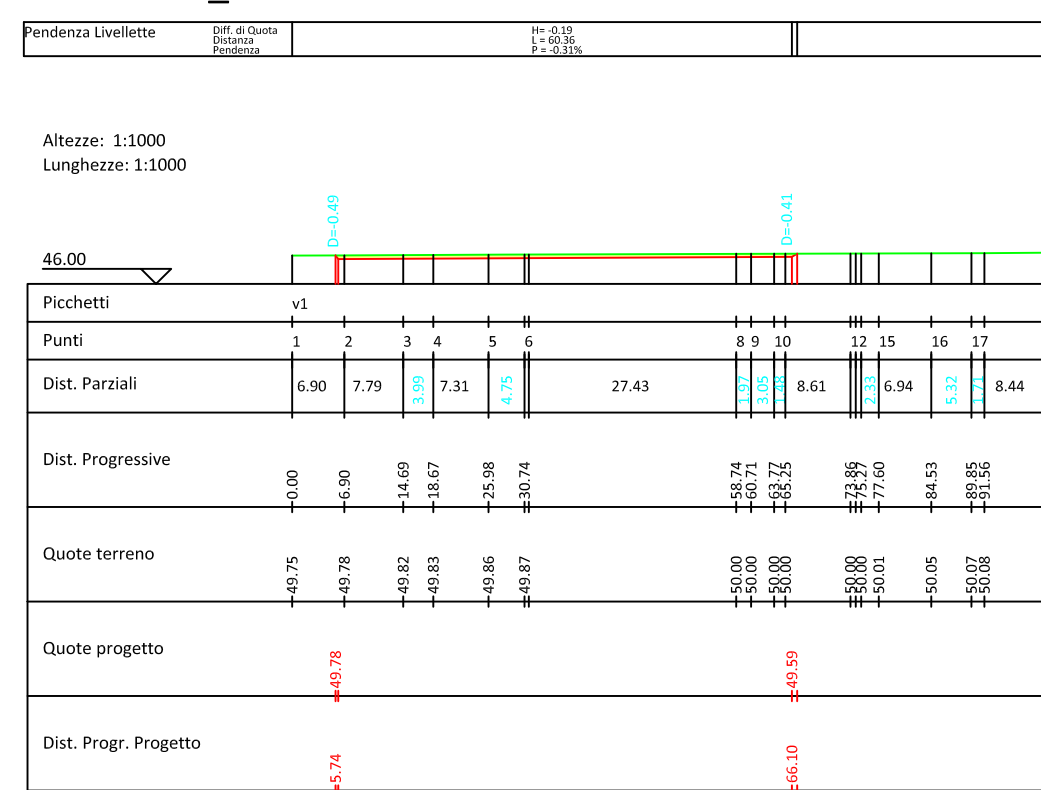 Pendenza Livellette
Diff. di Quota
Distanza
Pendenza
H= -0.19
L = 60.36
P = -0.31%
Altezze: 1:1000
Lunghezze: 1:1000
D=-0.49
D=-0.41
46.00
Picchetti
v1
Punti
1 2 3 4 5 6 8 9 10 12 15 16 17
Dist. Parziali
6.90 7.79 3.99 7.31 4.75 27.43 1.97 3.05 1.48 8.61 2.33 6.94 5.32 1.71 8.44
Dist. Progressive
0.00 6.90 14.69 18.67 25.98 30.74 58.74 60.71 63.77 65.25 73.86 75.27 77.60 84.53 89.85 91.56
Quote terreno
49.75 49.78 49.82 49.83 49.86 49.87 50.00 50.00 50.00 50.00 50.00 50.00 50.01 50.05 50.07 50.08
Quote progetto
49.78 49.59
Dist. Progr. Progetto
5.74 66.10